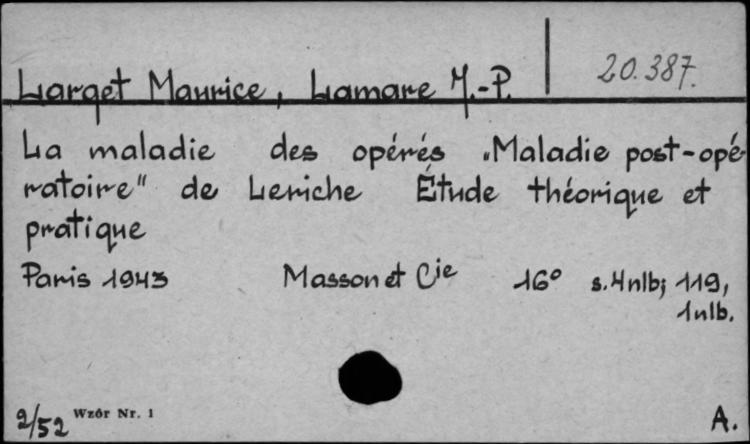 Larget Maurice, Lamare M.-P.
20.387.
La maladie des opérés "Maladie post-opé-
ratoire" de Leriche Étude théorique et
pratique
Paris 1943 Masson et Cie 16° s.4nlb; 119,
1nlb.
2/52 Wzór Nr. 1 A.